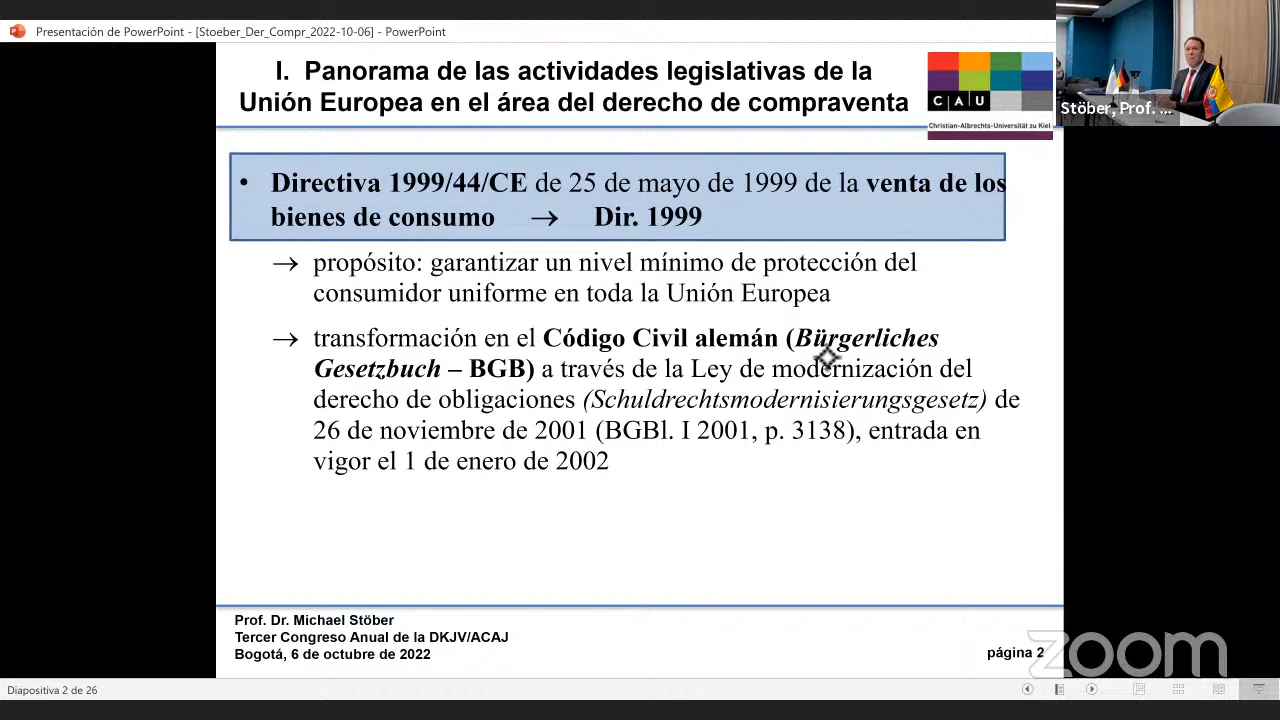 Presentación de PowerPoint - [Stoeber_Der_Compr_2022-10-06] - PowerPoint
I. Panorama de las actividades legislativas de la
Unión Europea en el área del derecho de compraventa
C|A|U
Christian-Albrechts-Universität zu Kiel
Stöber, Prof. ...
• Directiva 1999/44/CE de 25 de mayo de 1999 de la venta de los
bienes de consumo → Dir. 1999
→ propósito: garantizar un nivel mínimo de protección del
consumidor uniforme en toda la Unión Europea
→ transformación en el Código Civil alemán (Bürgerliches
Gesetzbuch – BGB) a través de la Ley de modernización del
derecho de obligaciones (Schuldrechtsmodernisierungsgesetz) de
26 de noviembre de 2001 (BGBl. I 2001, p. 3138), entrada en
vigor el 1 de enero de 2002
Prof. Dr. Michael Stöber
Tercer Congreso Anual de la DKJV/ACAJ
Bogotá, 6 de octubre de 2022
página 2
zoom
Diapositiva 2 de 26